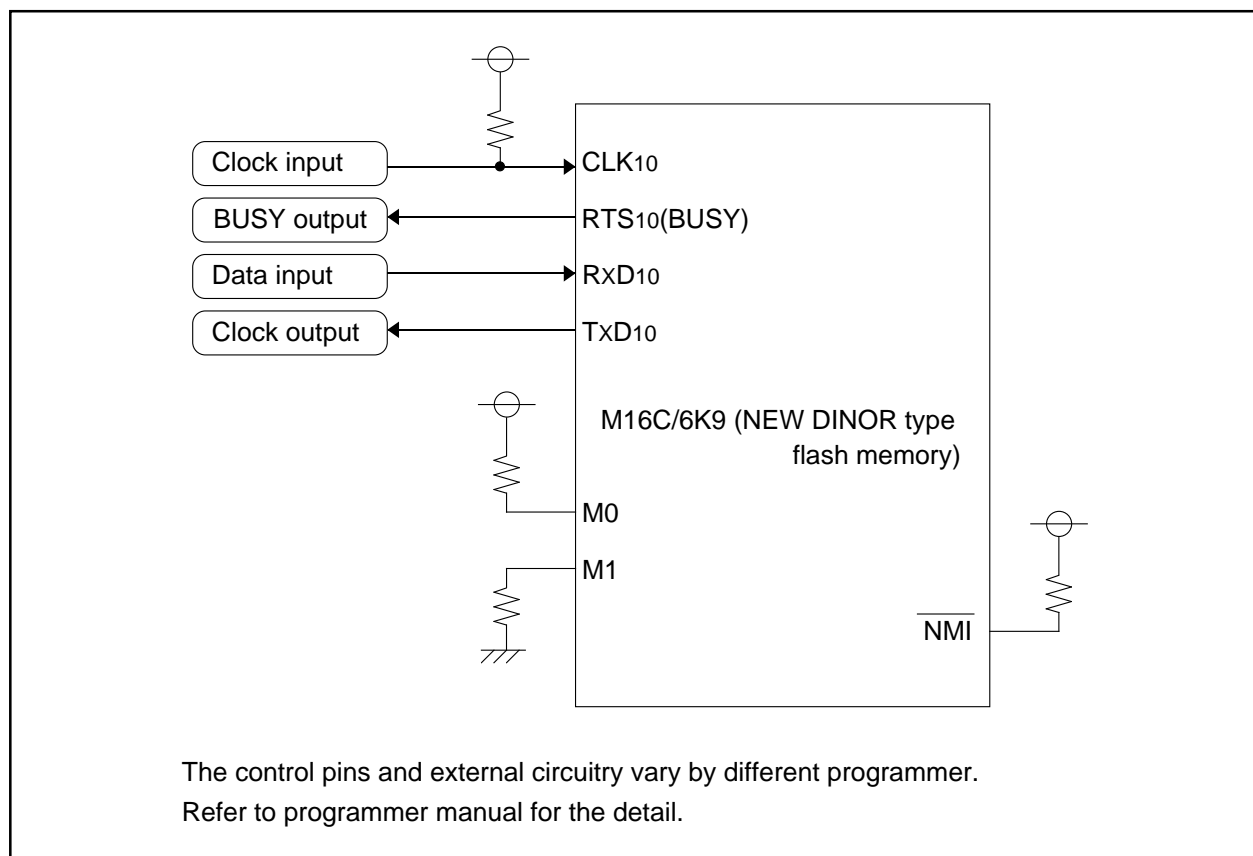 Clock input
CLK10
BUSY output
RTS10(BUSY)
Data input
RXD10
Clock output
TXD10
M16C/6K9 (NEW DINOR type
flash memory)
M0
M1
NMI
The control pins and external circuitry vary by different programmer.
Refer to programmer manual for the detail.